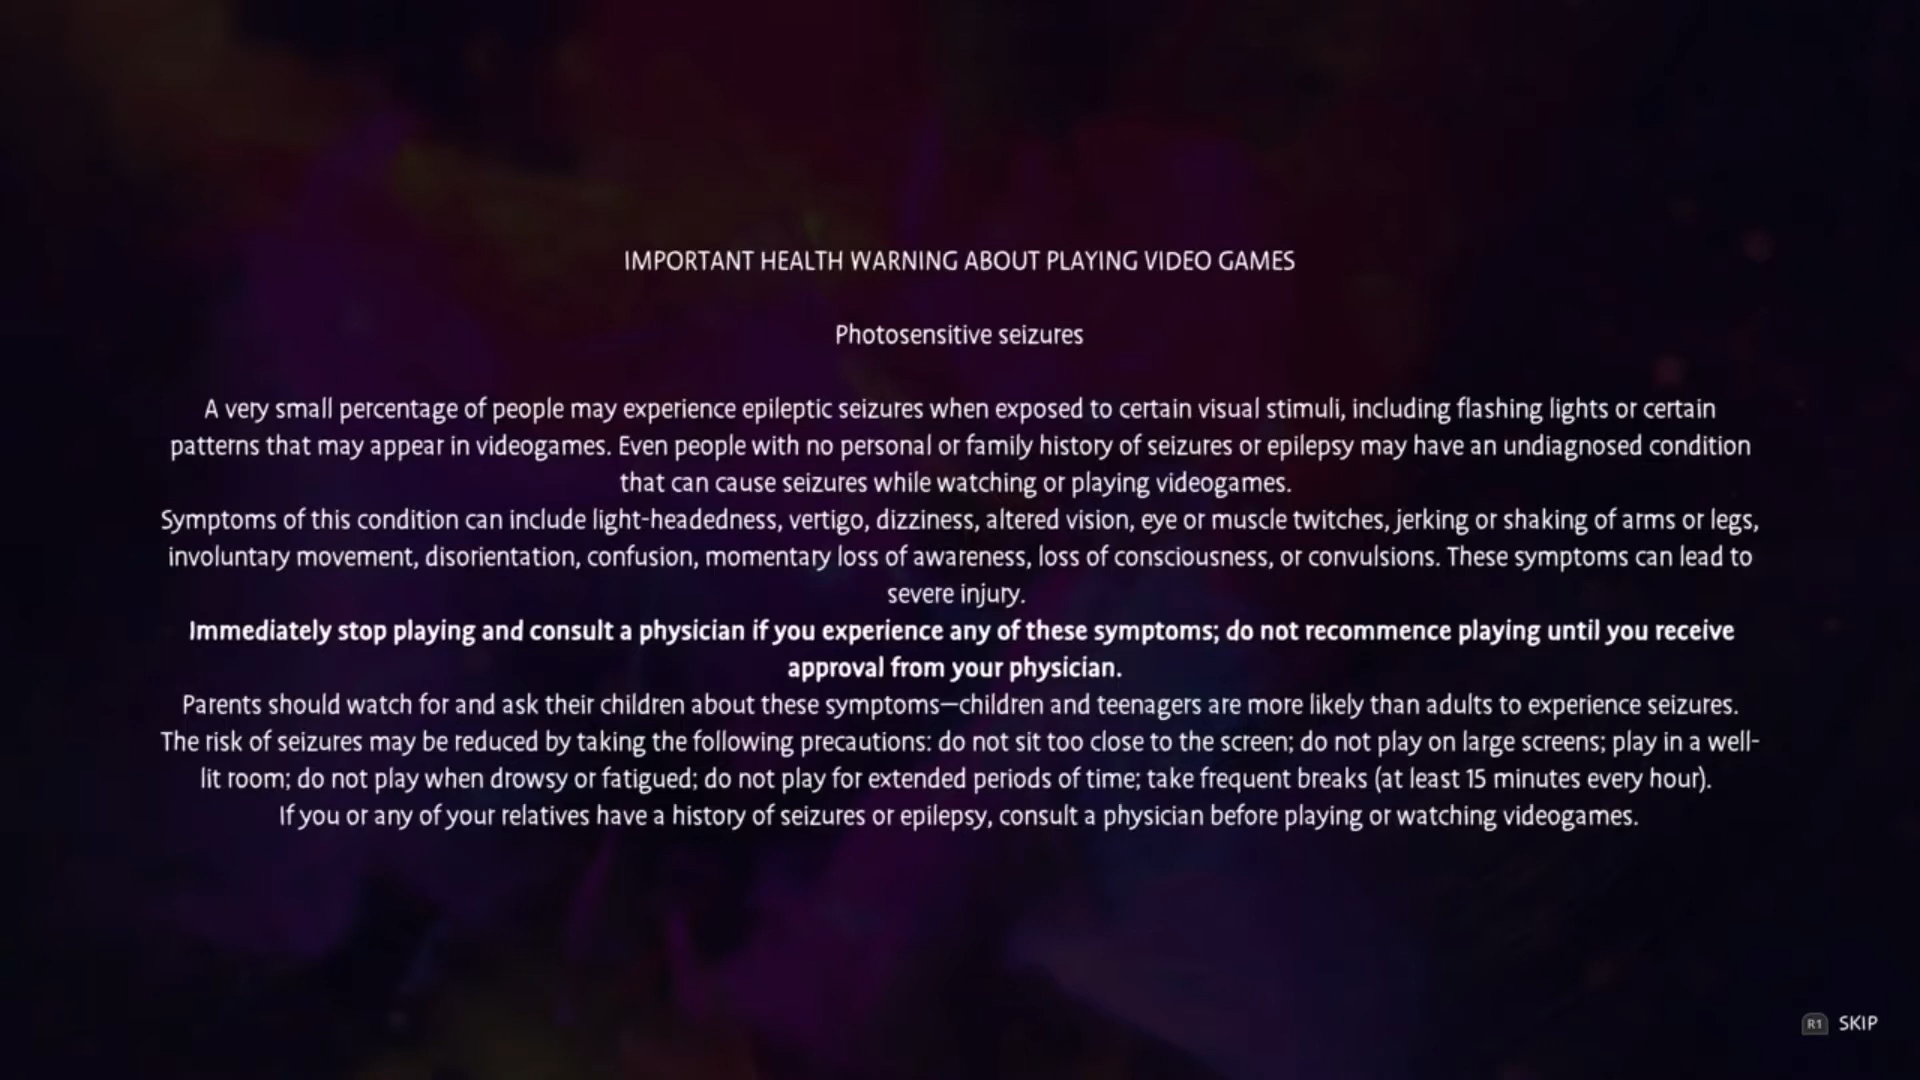 IMPORTANT HEALTH WARNING ABOUT PLAYING VIDEO GAMES
Photosensitive seizures
A very small percentage of people may experience epileptic seizures when exposed to certain visual stimuli, including flashing lights or certain
patterns that may appear in videogames. Even people with no personal or family history of seizures or epilepsy may have an undiagnosed condition
that can cause seizures while watching or playing videogames.
Symptoms of this condition can include light-headedness, vertigo, dizziness, altered vision, eye or muscle twitches, jerking or shaking of arms or legs,
involuntary movement, disorientation, confusion, momentary loss of awareness, loss of consciousness, or convulsions. These symptoms can lead to
severe injury.
Immediately stop playing and consult a physician if you experience any of these symptoms; do not recommence playing until you receive
approval from your physician.
Parents should watch for and ask their children about these symptoms—children and teenagers are more likely than adults to experience seizures.
The risk of seizures may be reduced by taking the following precautions: do not sit too close to the screen; do not play on large screens; play in a well-
lit room; do not play when drowsy or fatigued; do not play for extended periods of time; take frequent breaks (at least 15 minutes every hour).
If you or any of your relatives have a history of seizures or epilepsy, consult a physician before playing or watching videogames.
R1 SKIP